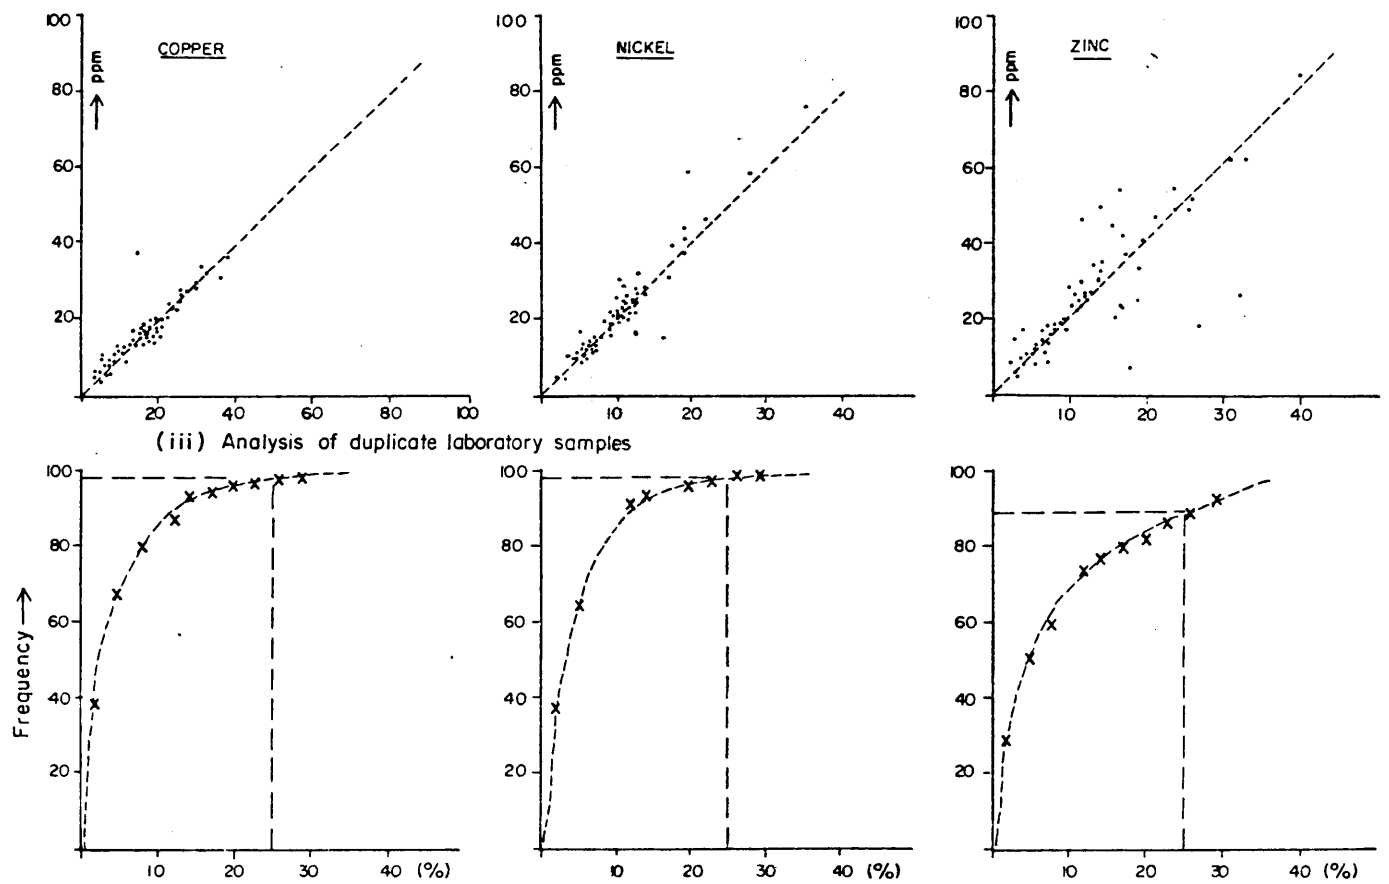 COPPER NICKEL ZINC
100 100 100
ppm ppm ppm
80 80 80
60 60 60
40 40 40
20 20 20
20 40 60 80 100 10 20 30 40 10 20 30 40
(iii) Analysis of duplicate laboratory samples
100 100 100
80 80 80
60 60 60
Frequency
40 40 40
20 20 20
10 20 30 40 (%) 10 20 30 40 (%) 10 20 30 40 (%)